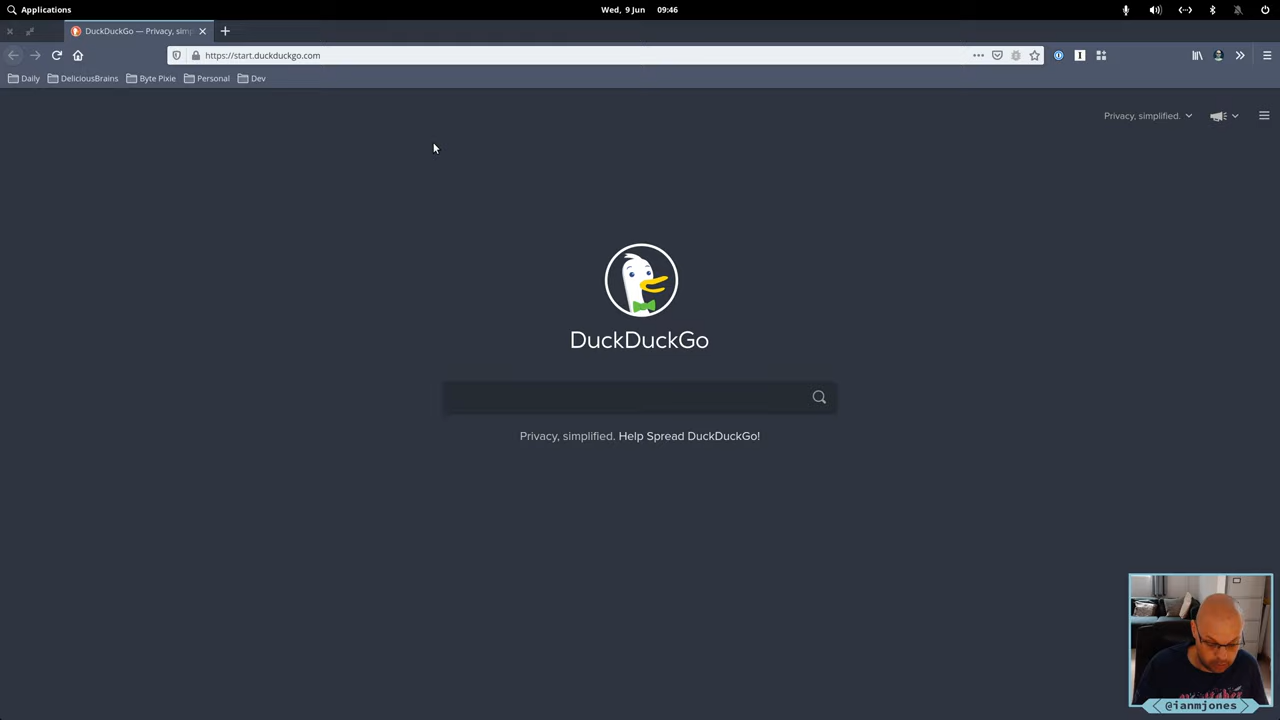 Applications
Wed, 9 Jun 09:46
DuckDuckGo — Privacy, simp
https://start.duckduckgo.com
Daily DeliciousBrains Byte Pixie Personal Dev
Privacy, simplified.
DuckDuckGo
Privacy, simplified. Help Spread DuckDuckGo!
@ianmjones